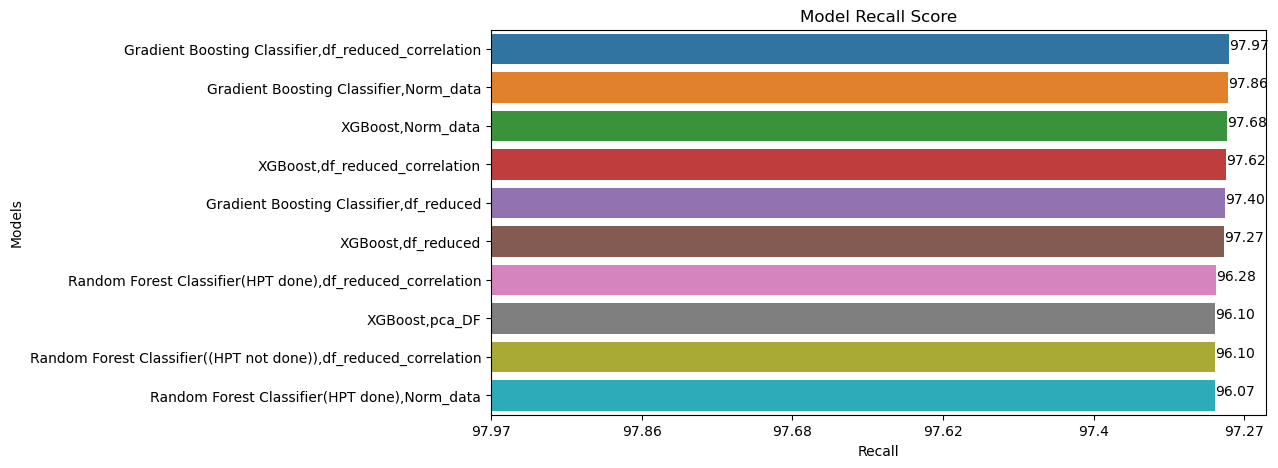 Model Recall Score
Gradient Boosting Classifier,df_reduced_correlation 97.97
Gradient Boosting Classifier,Norm_data 97.86
XGBoost,Norm_data 97.68
XGBoost,df_reduced_correlation 97.62
Gradient Boosting Classifier,df_reduced 97.40
XGBoost,df_reduced 97.27
Random Forest Classifier(HPT done),df_reduced_correlation 96.28
XGBoost,pca_DF 96.10
Random Forest Classifier((HPT not done)),df_reduced_correlation 96.10
Random Forest Classifier(HPT done),Norm_data 96.07
Models
97.97 97.86 97.68 97.62 97.4 97.27
Recall